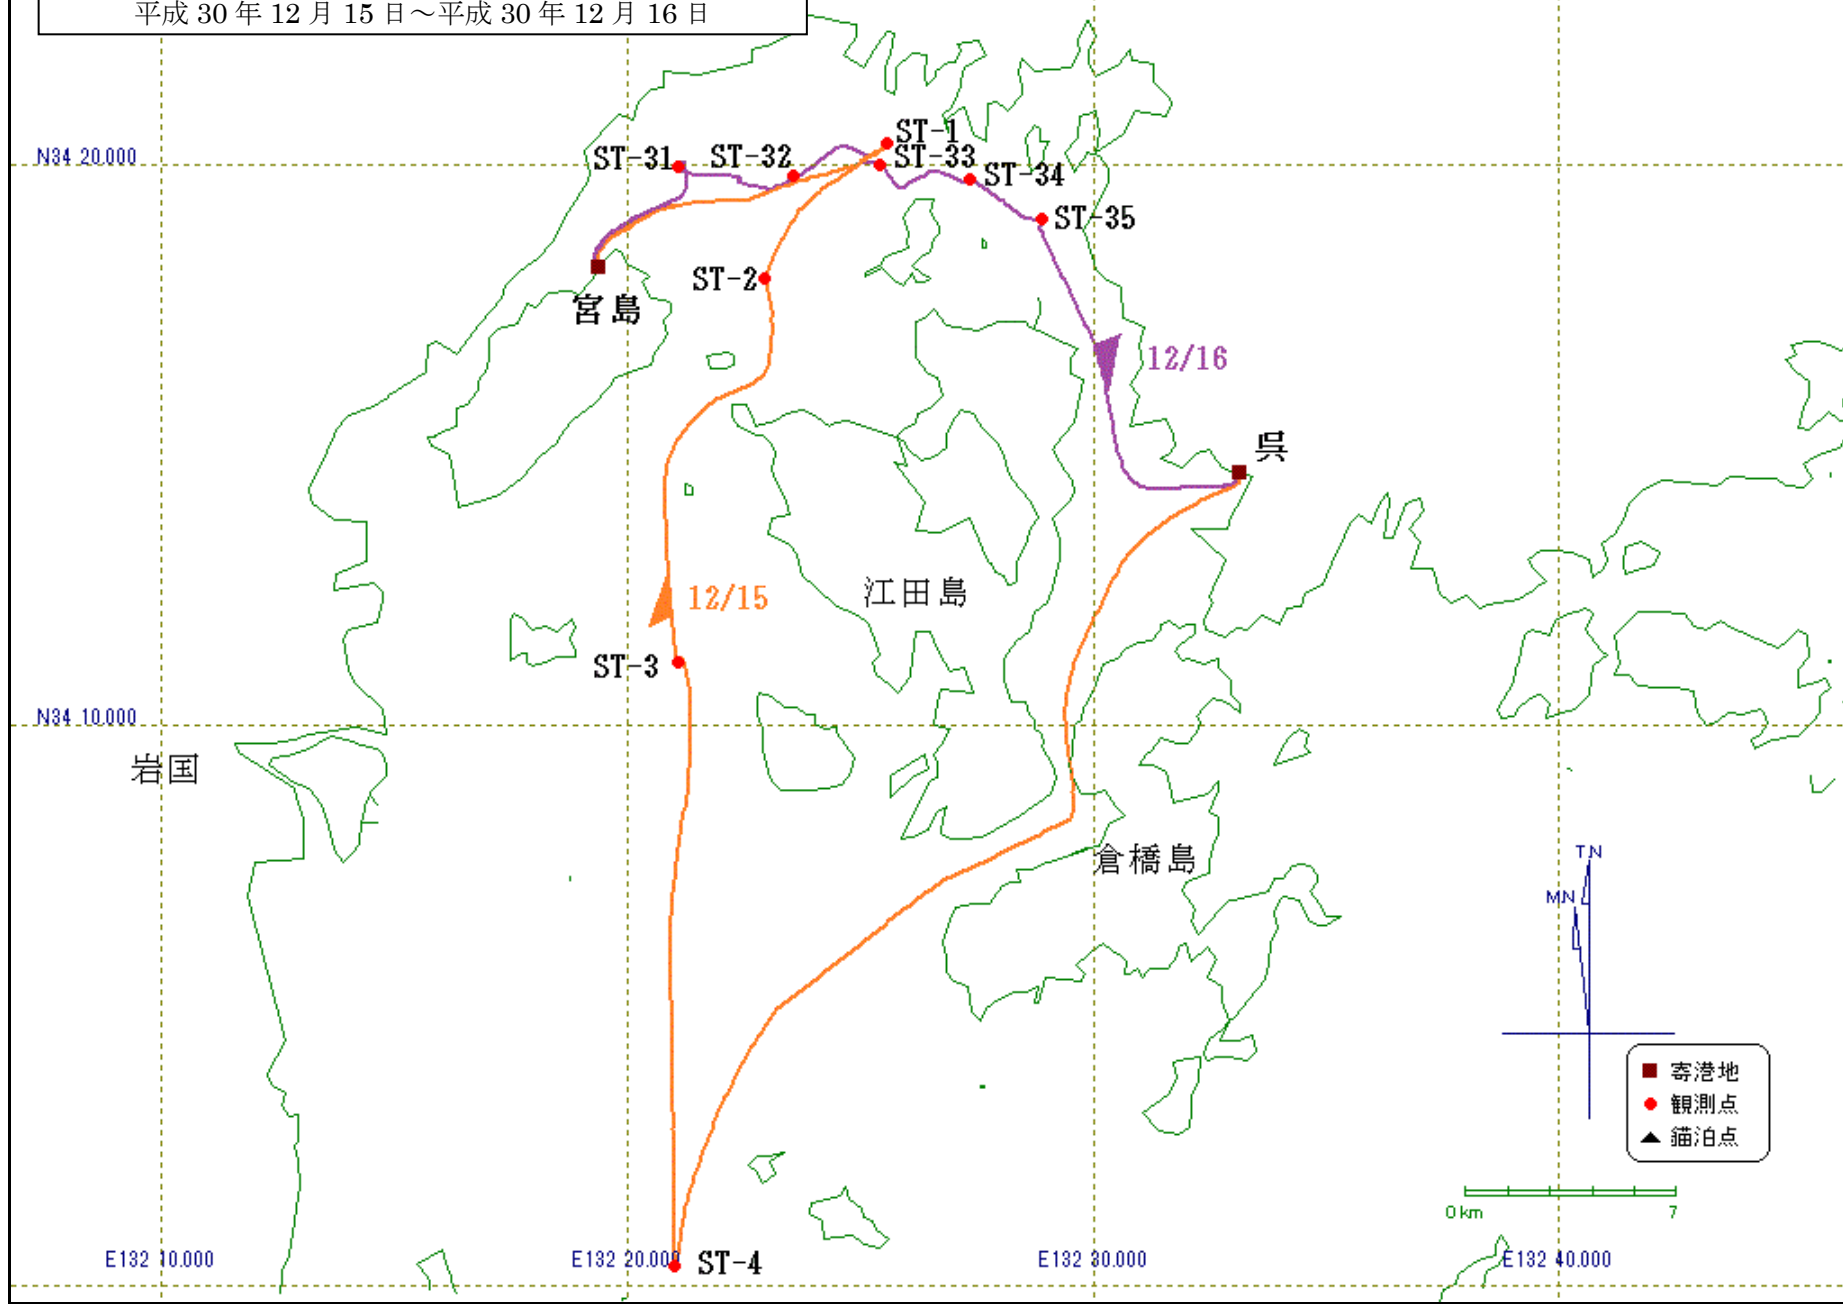 平成 30 年 12 月 15 日～平成 30 年 12 月 16 日
N34 20.000
ST-1
ST-31
ST-32
ST-33
ST-34
ST-35
ST-2
宮島
12/16
呉
江田島
12/15
ST-3
N34 10.000
岩国
倉橋島
TN
MN
寄港地
観測点
錨泊点
0 km 7
E132 10.000
E132 20.000
ST-4
E132 30.000
E132 40.000